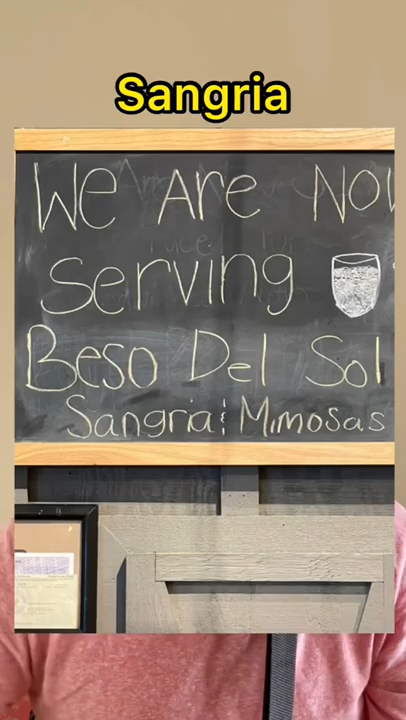 Sangria
We Are Now
Serving
Beso Del Sol
Sangria & Mimosas